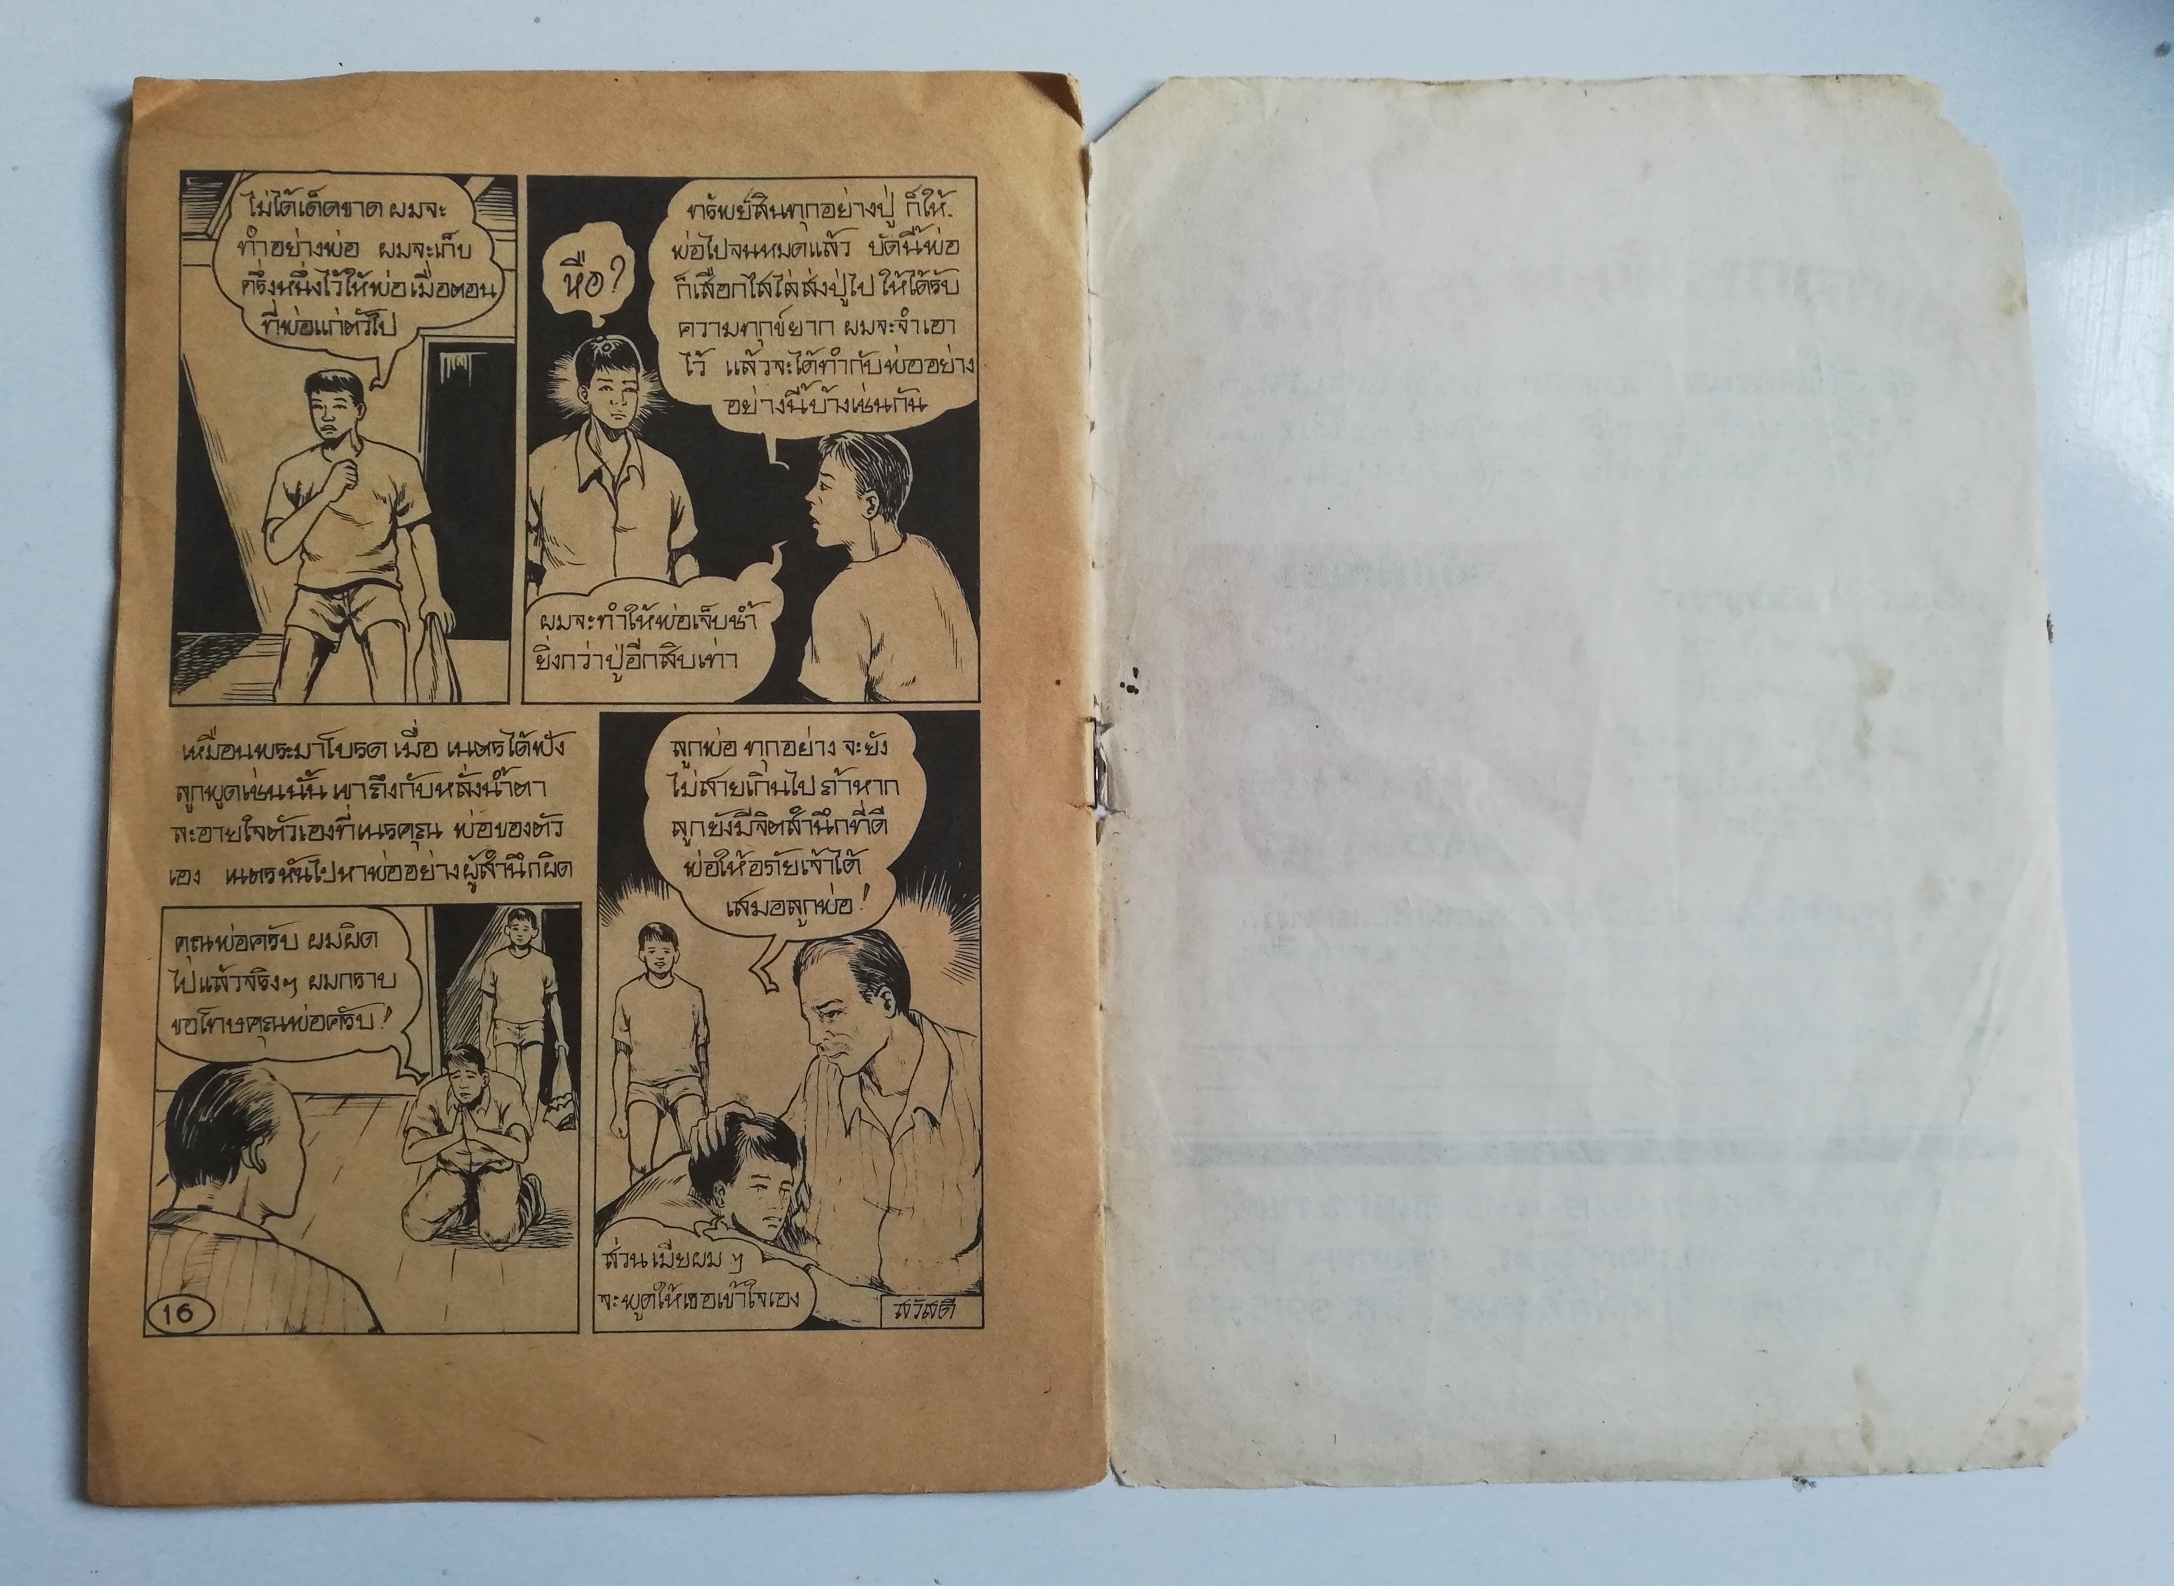 ไม่ได้เด็ดขาด ผมจะ
ทำอย่างพ่อ ผมจะเก็บ
ครึ่งหนึ่งไว้ให้พ่อเมื่อตอน
ที่พ่อแก่ตัวไป
หือ?
ทรัพย์สินทุกอย่างปู่ ก็ให้
พ่อไปจนหมดแล้ว บัดนี้พ่อ
ก็เสือกไสไล่ส่งปู่ไป ให้ได้รับ
ความทุกข์ยาก ผมจะจำเอา
ไว้ แล้วจะได้ทำกับพ่ออย่าง
อย่างนี้บ้างเช่นกัน
ผมจะทำให้พ่อเจ็บช้ำ
ยิ่งกว่าปู่อีกสิบเท่า
เหมือนพระมาโปรด เมื่อ เนตรได้ฟัง
ลูกพูดเช่นนั้น เขาถึงกับหลั่งน้ำตา
ละอายใจตัวเองที่เนรคุณ พ่อของตัว
เอง เนตรหันไปหาพ่ออย่างผู้สำนึกผิด
คุณพ่อครับ ผมผิด
ไปแล้วจริงๆ ผมกราบ
ขอโทษคุณพ่อครับ!
ลูกพ่อ ทุกอย่าง จะยัง
ไม่สายเกินไป ถ้าหาก
ลูกยังมีจิตสำนึกที่ดี
พ่อให้อภัยเจ้าได้
เสมอลูกพ่อ!
ส่วนเมียผม ๆ
จะพูดให้เธอเข้าใจเอง
สวัสดี
16